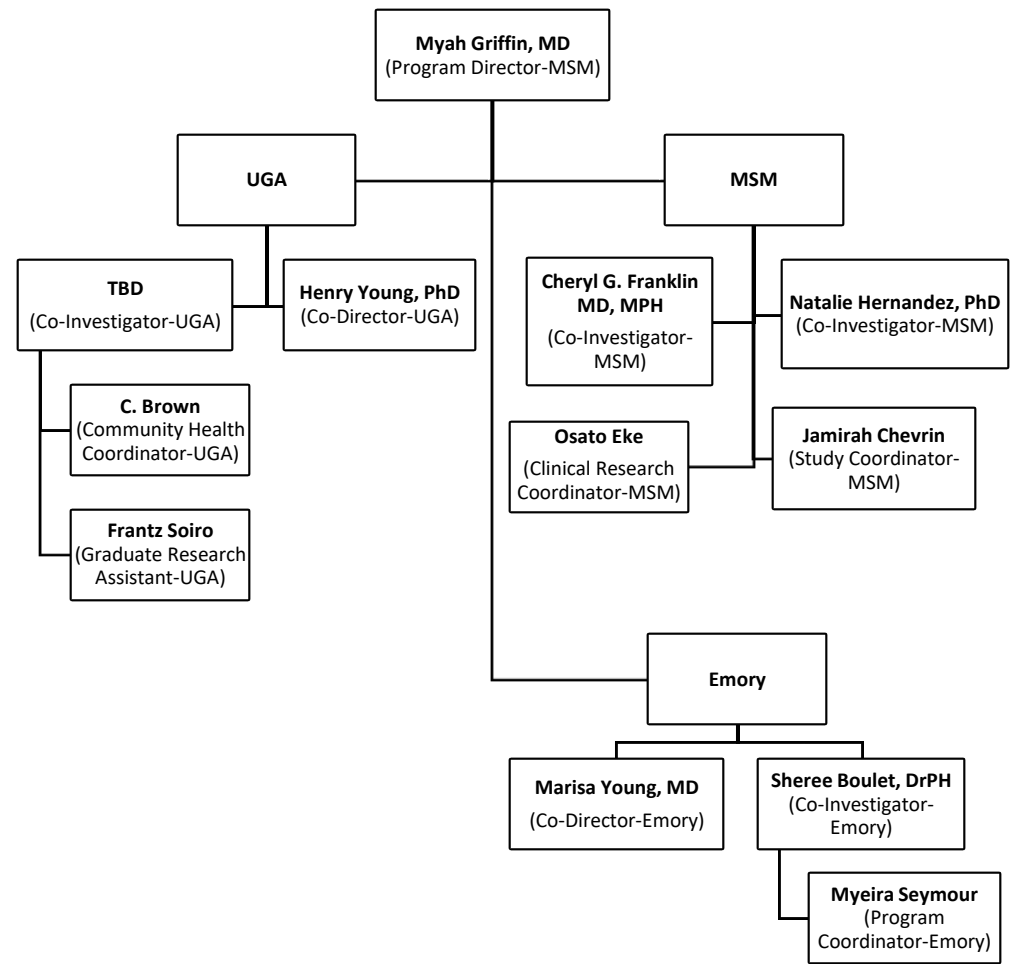 Myah Griffin, MD
(Program Director-MSM)
UGA
MSM
TBD
(Co-Investigator-UGA)
Henry Young, PhD
(Co-Director-UGA)
C. Brown
(Community Health
Coordinator-UGA)
Frantz Soiro
(Graduate Research
Assistant-UGA)
Cheryl G. Franklin
MD, MPH
(Co-Investigator-
MSM)
Natalie Hernandez, PhD
(Co-Investigator-MSM)
Osato Eke
(Clinical Research
Coordinator-MSM)
Jamirah Chevrin
(Study Coordinator-
MSM)
Emory
Marisa Young, MD
(Co-Director-Emory)
Sheree Boulet, DrPH
(Co-Investigator-
Emory)
Myeira Seymour
(Program
Coordinator-Emory)